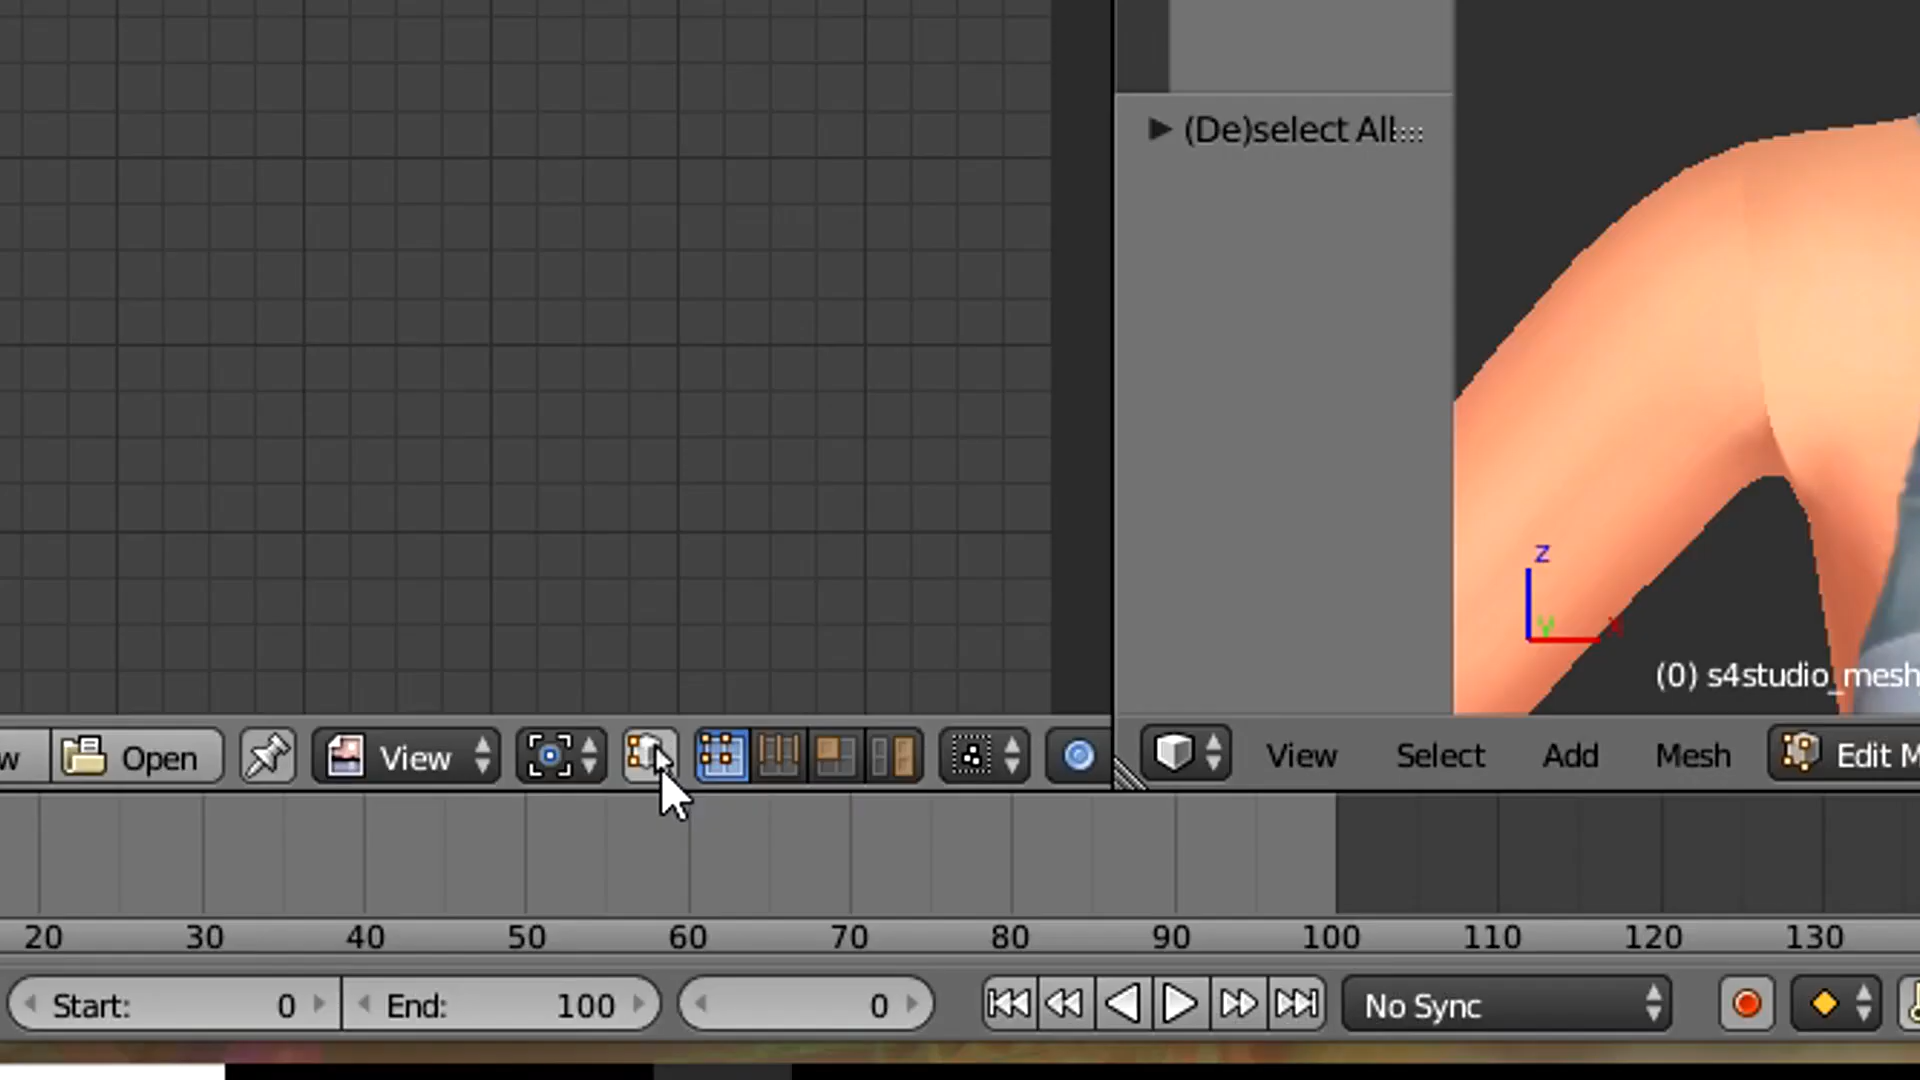 (De)select All
Z
Y X
(0) s4studio_mesh
w Open View View Select Add Mesh Edit M
20 30 40 50 60 70 80 90 100 110 120 130
Start: 0 End: 100 0 No Sync